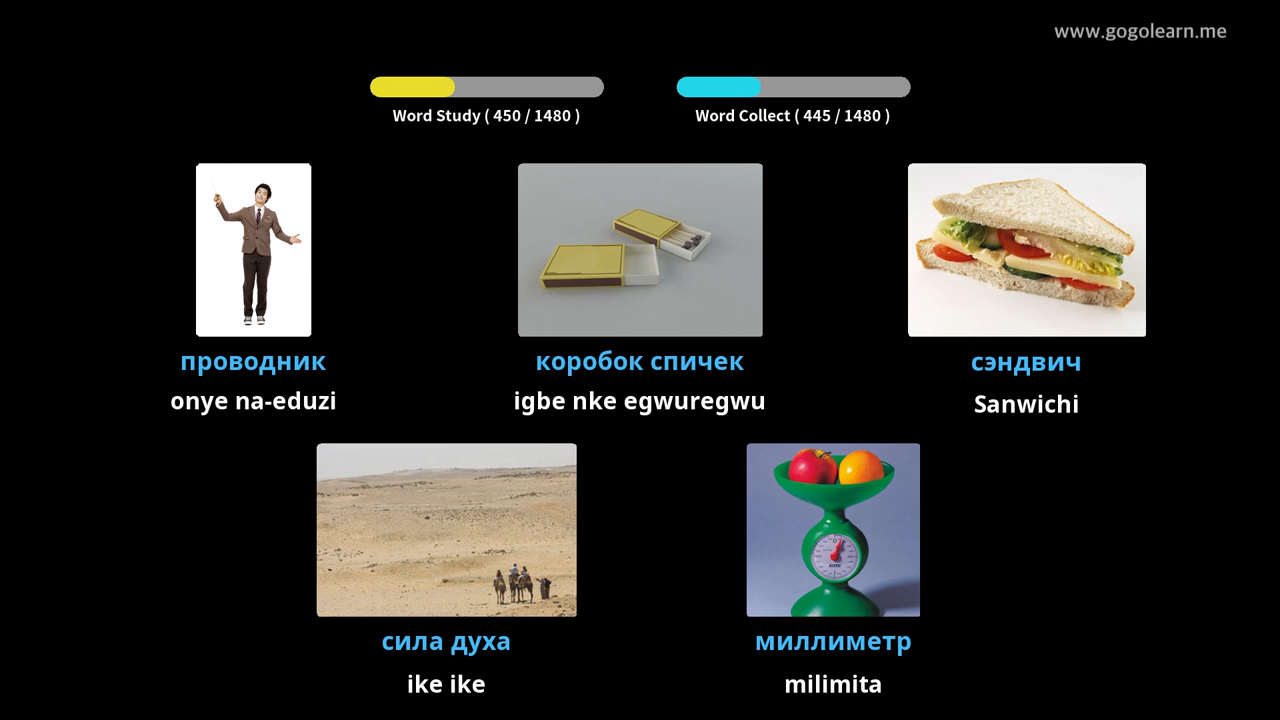 www.gogolearn.me
Word Study ( 450 / 1480 )
Word Collect ( 445 / 1480 )
проводник
коробок спичек
сэндвич
onye na-eduzi
igbe nke egwuregwu
Sanwichi
сила духа
миллиметр
ike ike
milimita